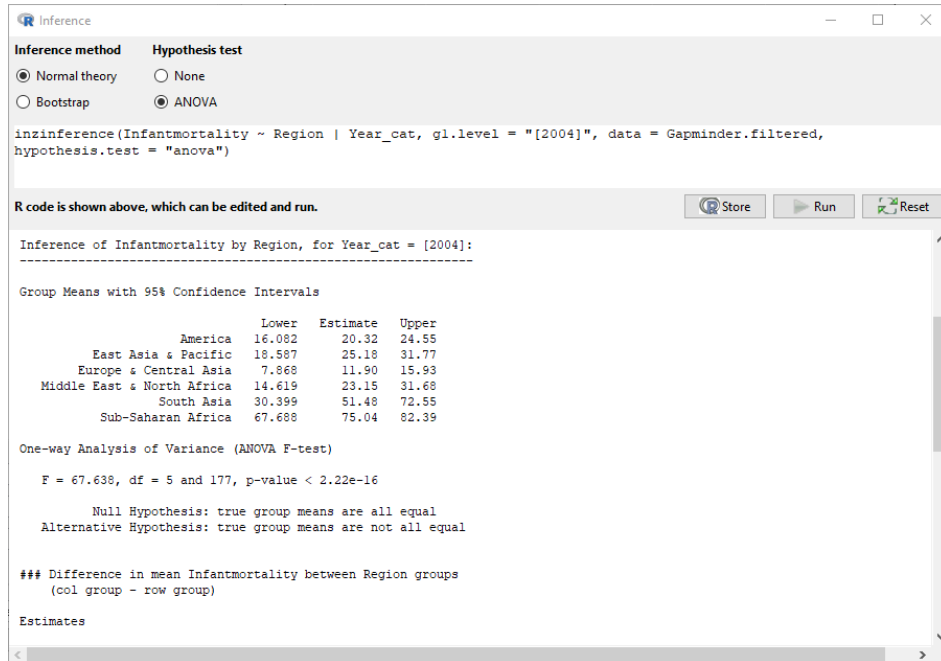 Inference
Inference method Hypothesis test
Normal theory None
Bootstrap ANOVA
inzinference(Infantmortality ~ Region | Year_cat, g1.level = "[2004]", data = Gapminder.filtered,
hypothesis.test = "anova")
R code is shown above, which can be edited and run. Store Run Reset
Inference of Infantmortality by Region, for Year_cat = [2004]:
---------------------------------------------------------------
Group Means with 95% Confidence Intervals
Lower Estimate Upper
America 16.082 20.32 24.55
East Asia & Pacific 18.587 25.18 31.77
Europe & Central Asia 7.868 11.90 15.93
Middle East & North Africa 14.619 23.15 31.68
South Asia 30.399 51.48 72.55
Sub-Saharan Africa 67.688 75.04 82.39
One-way Analysis of Variance (ANOVA F-test)
F = 67.638, df = 5 and 177, p-value < 2.22e-16
Null Hypothesis: true group means are all equal
Alternative Hypothesis: true group means are not all equal
### Difference in mean Infantmortality between Region groups
(col group - row group)
Estimates